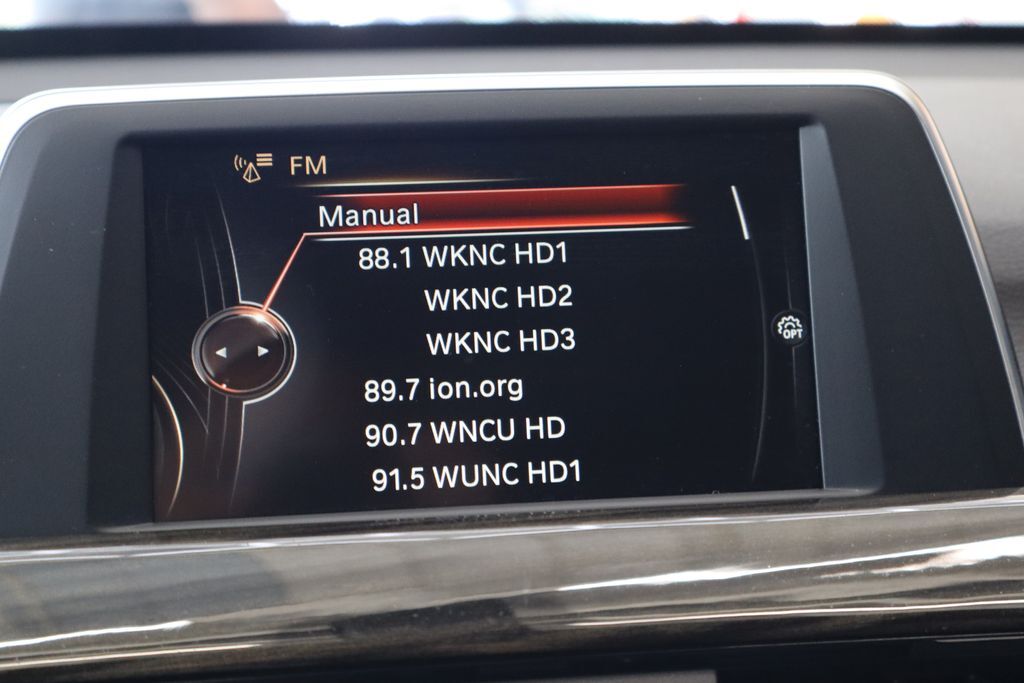 FM
Manual
88.1 WKNC HD1
WKNC HD2
WKNC HD3
89.7 ion.org
90.7 WNCU HD
91.5 WUNC HD1
OPT